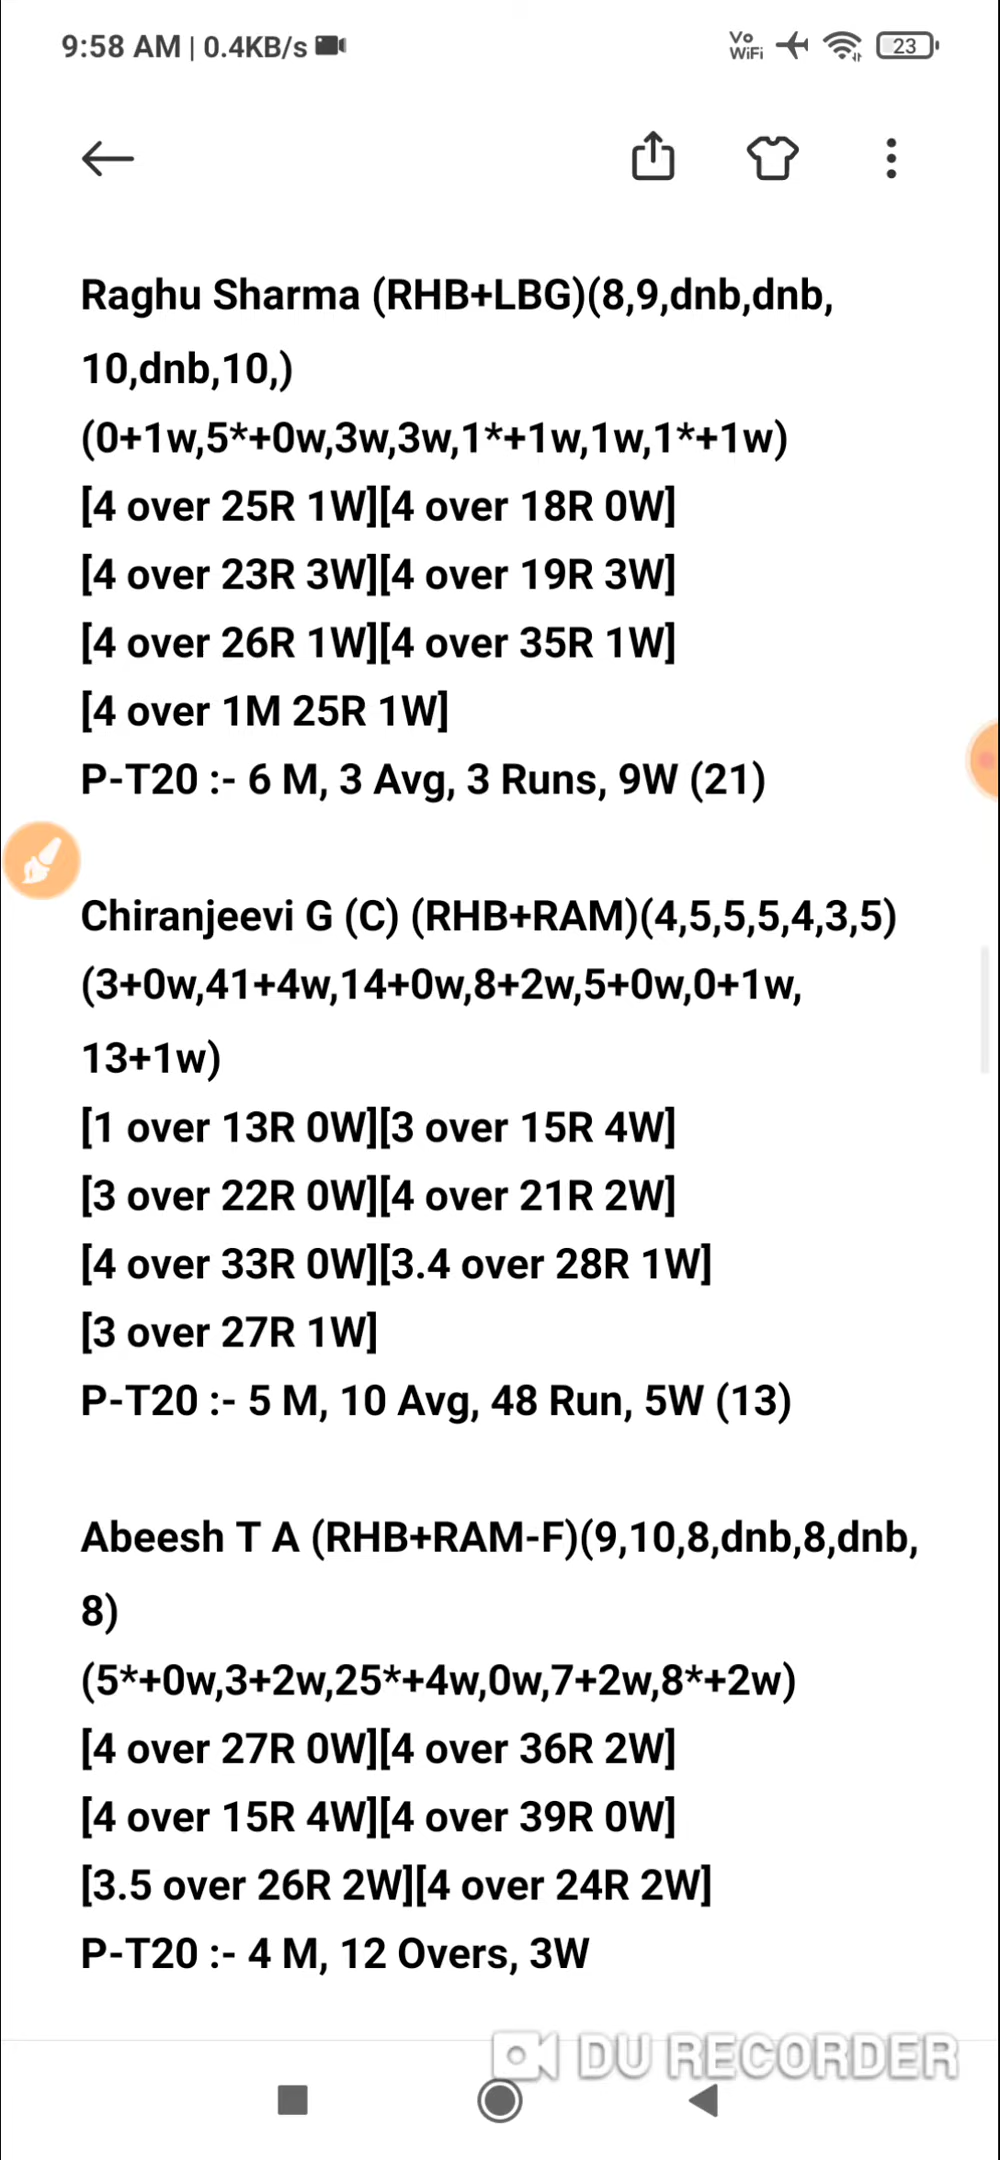 9:58 AM | 0.4KB/s
Vo WiFi 23
Raghu Sharma (RHB+LBG)(8,9,dnb,dnb,
10,dnb,10,)
(0+1w,5*+0w,3w,3w,1*+1w,1w,1*+1w)
[4 over 25R 1W][4 over 18R 0W]
[4 over 23R 3W][4 over 19R 3W]
[4 over 26R 1W][4 over 35R 1W]
[4 over 1M 25R 1W]
P-T20 :- 6 M, 3 Avg, 3 Runs, 9W (21)
Chiranjeevi G (C) (RHB+RAM)(4,5,5,5,4,3,5)
(3+0w,41+4w,14+0w,8+2w,5+0w,0+1w,
13+1w)
[1 over 13R 0W][3 over 15R 4W]
[3 over 22R 0W][4 over 21R 2W]
[4 over 33R 0W][3.4 over 28R 1W]
[3 over 27R 1W]
P-T20 :- 5 M, 10 Avg, 48 Run, 5W (13)
Abeesh T A (RHB+RAM-F)(9,10,8,dnb,8,dnb,
8)
(5*+0w,3+2w,25*+4w,0w,7+2w,8*+2w)
[4 over 27R 0W][4 over 36R 2W]
[4 over 15R 4W][4 over 39R 0W]
[3.5 over 26R 2W][4 over 24R 2W]
P-T20 :- 4 M, 12 Overs, 3W
DU RECORDER